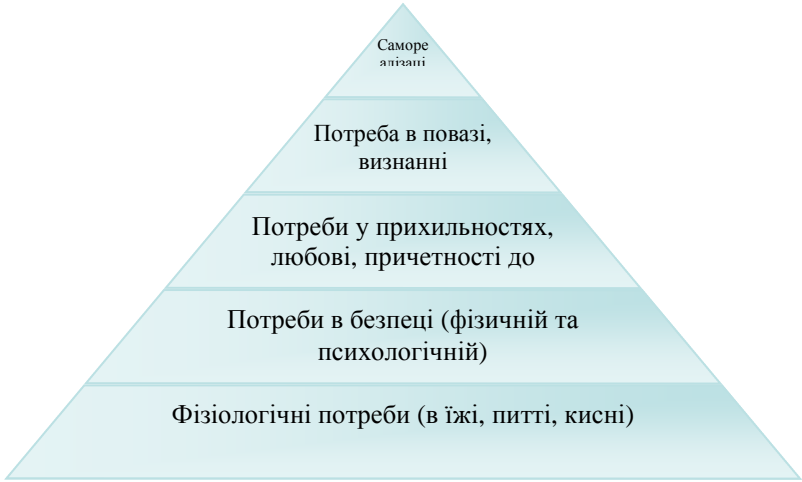 Саморе
алізаці
Потреба в повазі,
визнанні
Потреби у прихильностях,
любові, причетності до
Потреби в безпеці (фізичній та
психологічній)
Фізіологічні потреби (в їжі, питті, кисні)